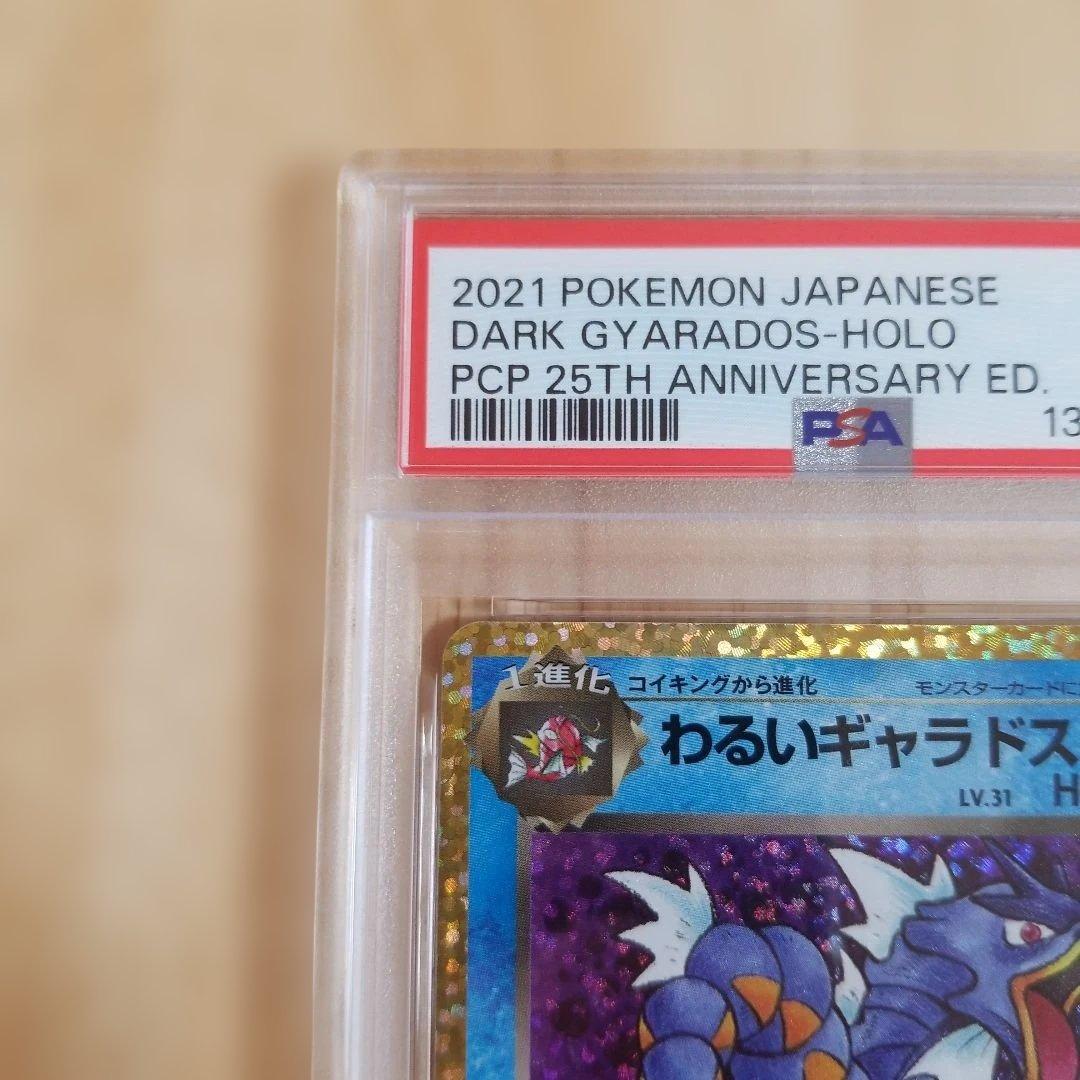 2021 POKEMON JAPANESE
DARK GYARADOS-HOLO
PCP 25TH ANNIVERSARY ED.
PSA
13
1進化
コイキングから進化
モンスターカードに
わるいギャラドス
LV.31
H